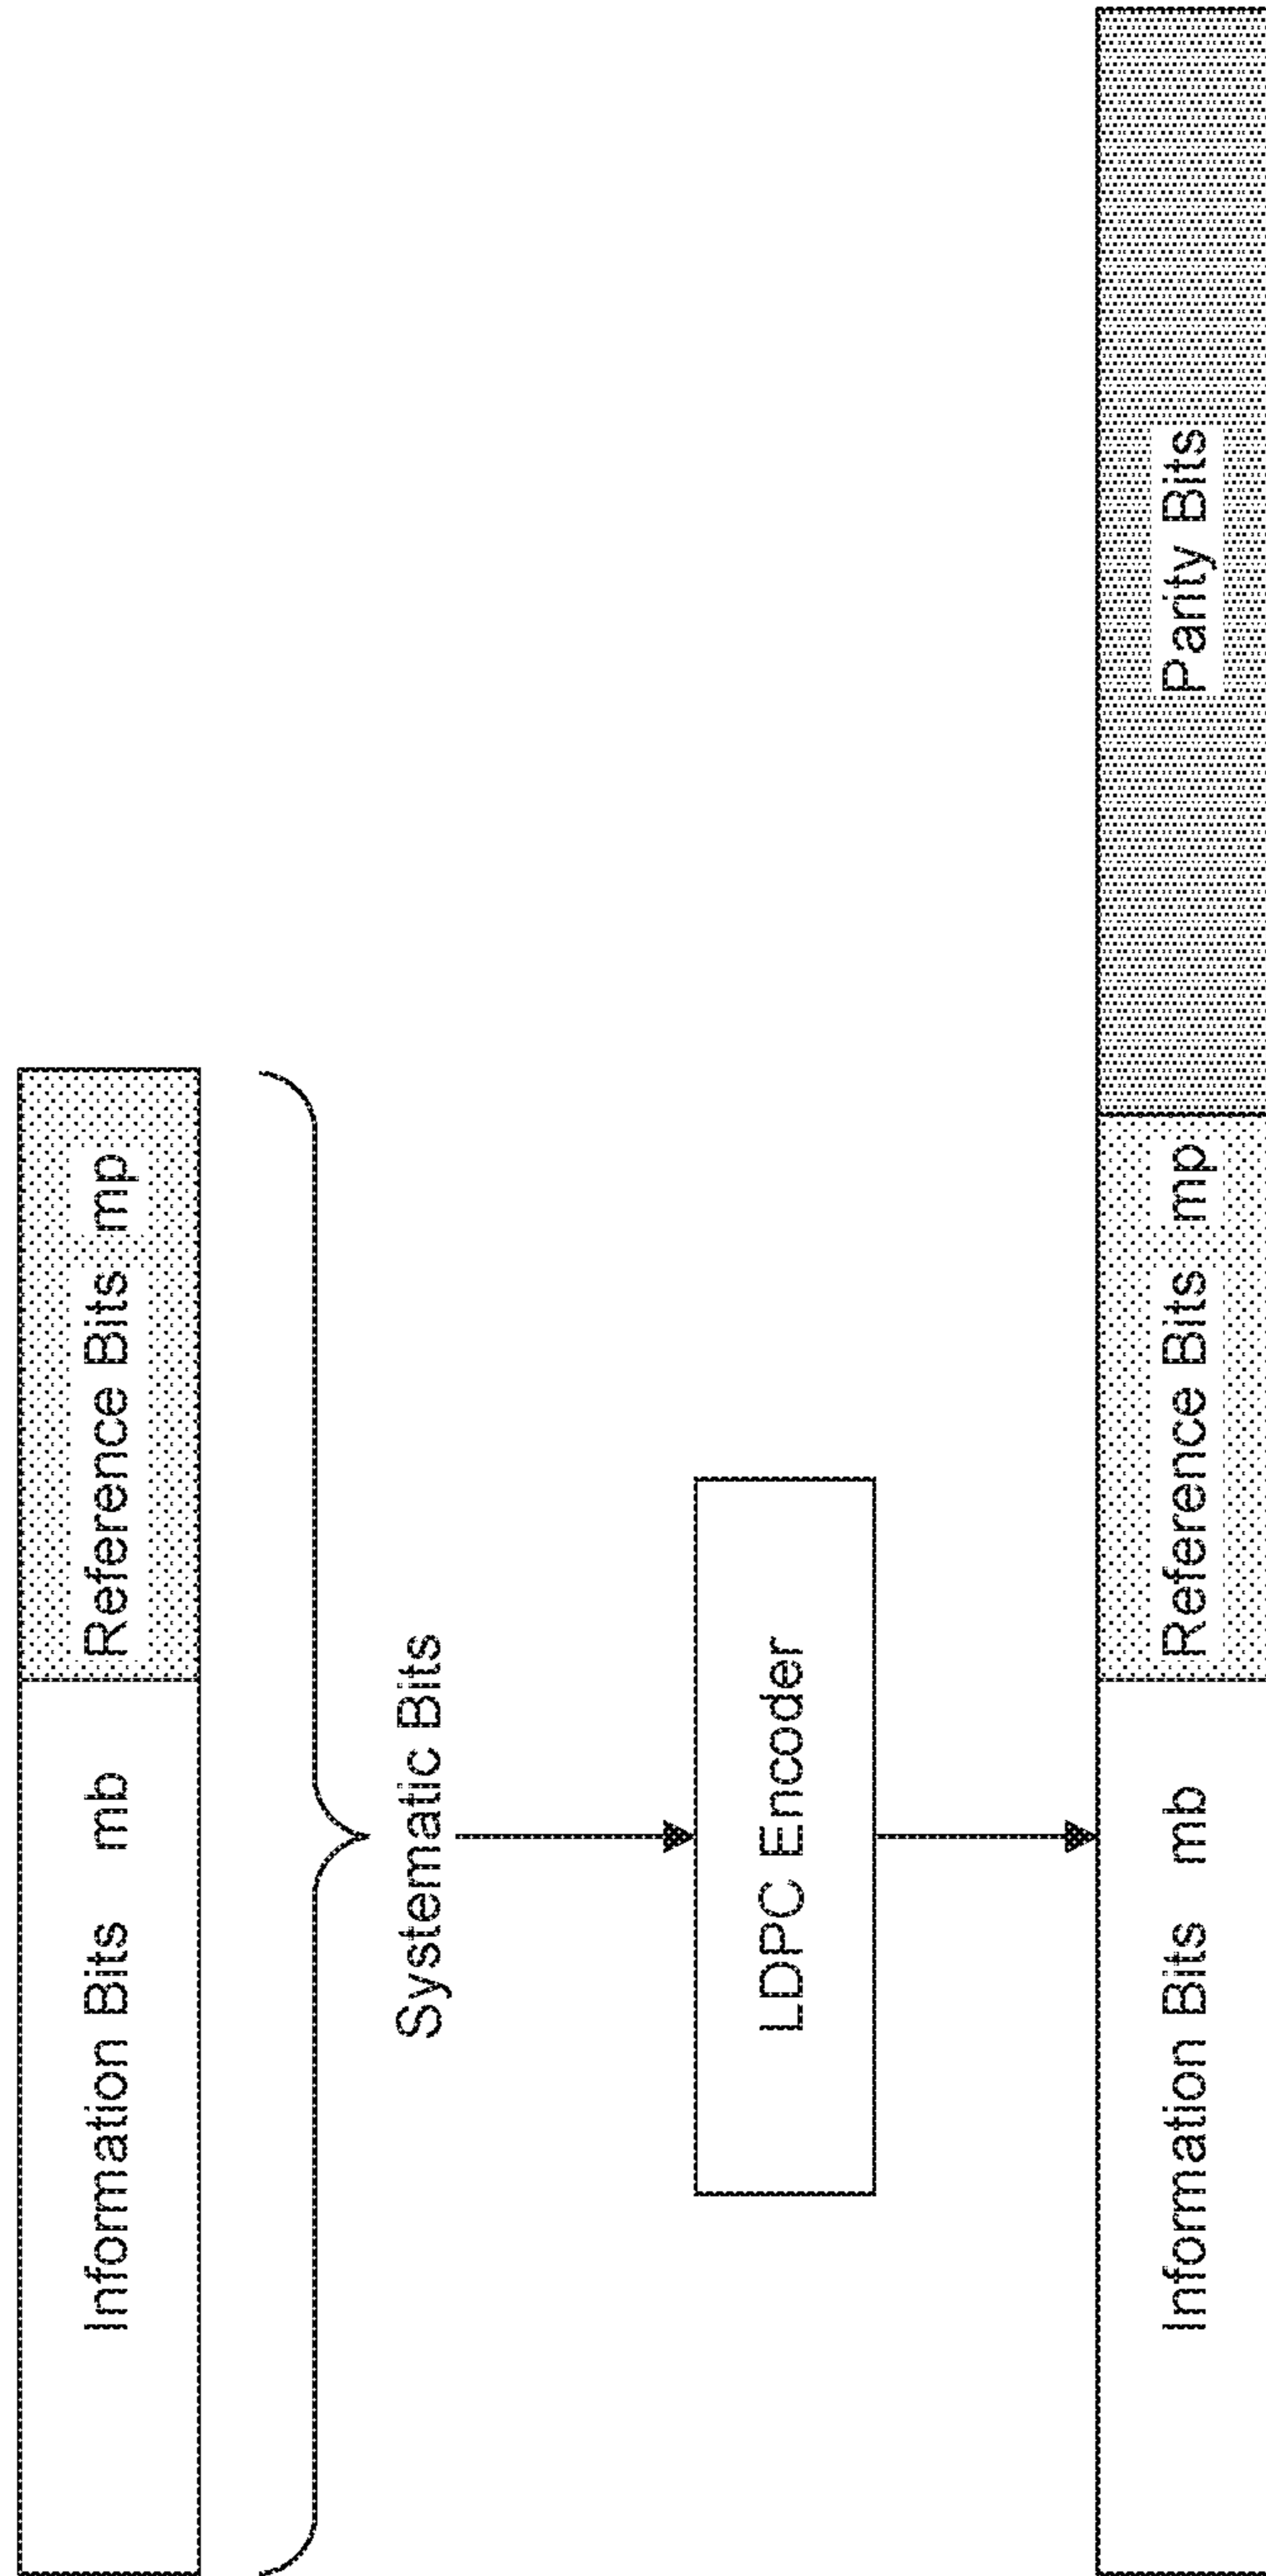 Information Bits mb Reference Bits mp
Systematic Bits
LDPC Encoder
Information Bits mb Reference Bits mp Parity Bits